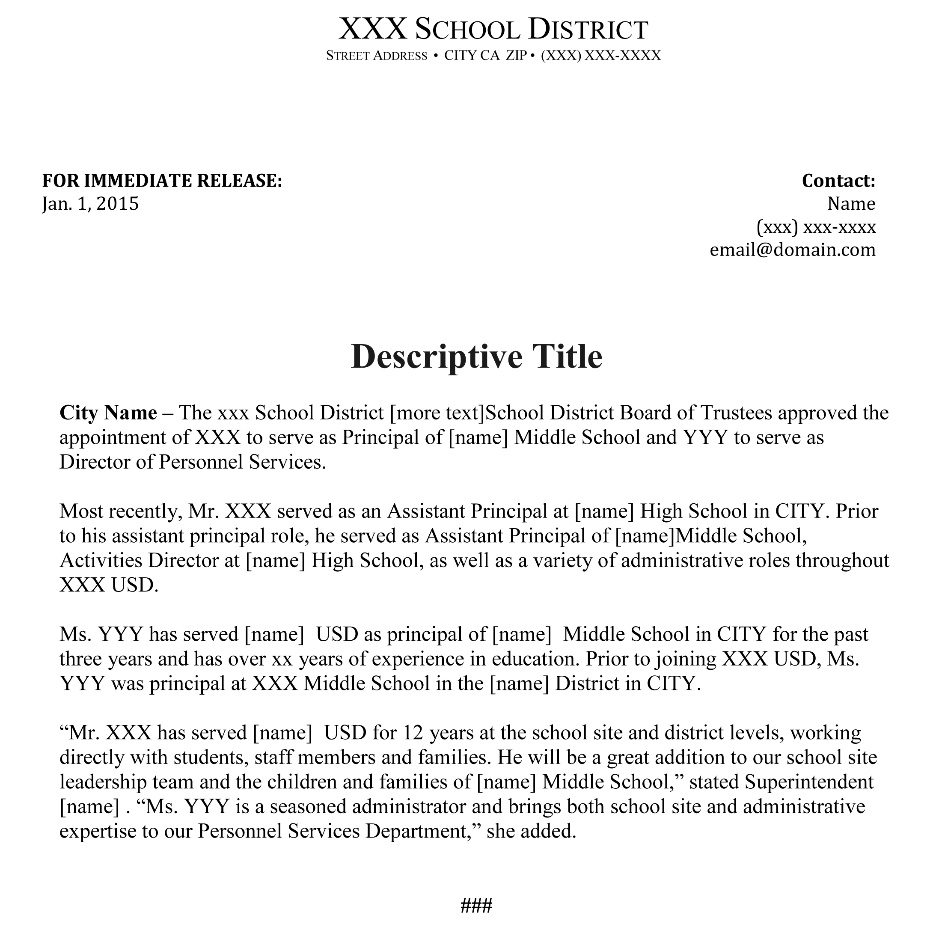 XXX SCHOOL DISTRICT
STREET ADDRESS • CITY CA ZIP • (XXX) XXX-XXXX
FOR IMMEDIATE RELEASE:
Jan. 1, 2015
Contact:
Name
(xxx) xxx-xxxx
email@domain.com
Descriptive Title
City Name – The xxx School District [more text]School District Board of Trustees approved the
appointment of XXX to serve as Principal of [name] Middle School and YYY to serve as
Director of Personnel Services.
Most recently, Mr. XXX served as an Assistant Principal at [name] High School in CITY. Prior
to his assistant principal role, he served as Assistant Principal of [name]Middle School,
Activities Director at [name] High School, as well as a variety of administrative roles throughout
XXX USD.
Ms. YYY has served [name]  USD as principal of [name]  Middle School in CITY for the past
three years and has over xx years of experience in education. Prior to joining XXX USD, Ms.
YYY was principal at XXX Middle School in the [name] District in CITY.
“Mr. XXX has served [name]  USD for 12 years at the school site and district levels, working
directly with students, staff members and families. He will be a great addition to our school site
leadership team and the children and families of [name] Middle School,” stated Superintendent
[name] . “Ms. YYY is a seasoned administrator and brings both school site and administrative
expertise to our Personnel Services Department,” she added.
###